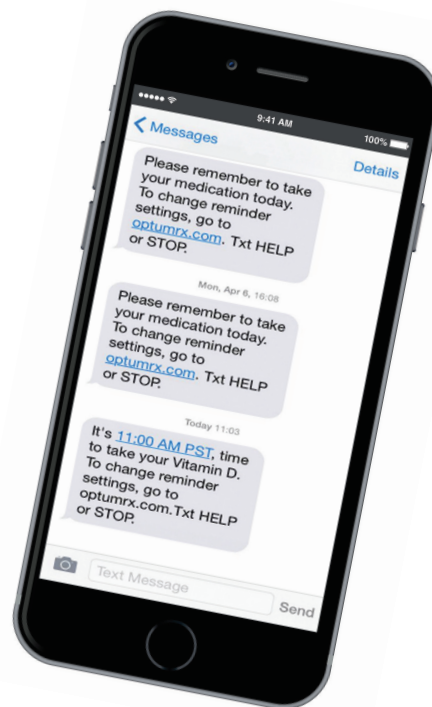 9:41 AM
100%
Messages
Details
Please remember to take
your medication today.
To change reminder
settings, go to
optumrx.com. Txt HELP
or STOP.
Mon, Apr 6, 16:08
Please remember to take
your medication today.
To change reminder
settings, go to
optumrx.com. Txt HELP
or STOP.
Today 11:03
It's 11:00 AM PST, time
to take your Vitamin D.
To change reminder
settings, go to
optumrx.com.Txt HELP
or STOP.
Text Message
Send